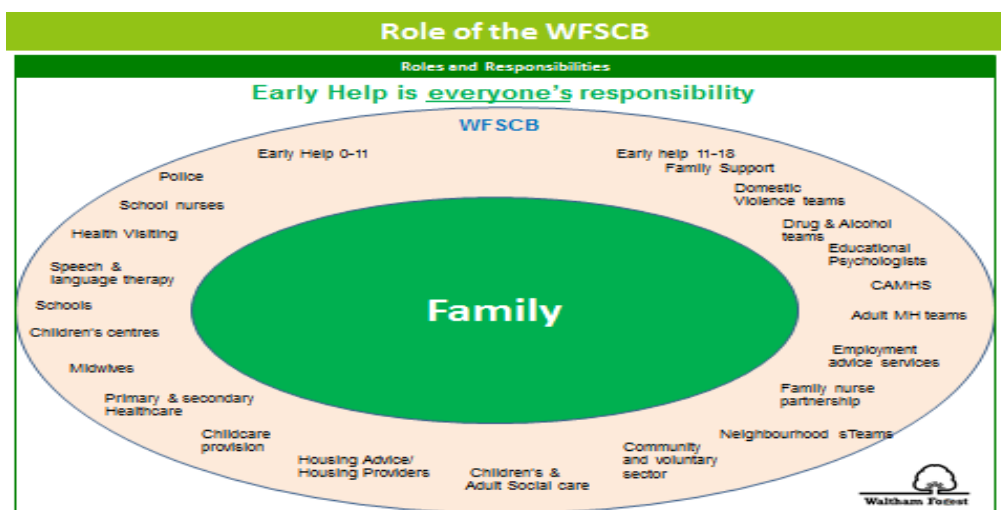 Role of the WFSCB
Roles and Responsibilities
Early Help is everyone's responsibility
WFSCB
Early Help 0-11
Early help 11-18
Family Support
Police
Domestic
Violence teams
School nurses
Drug & Alcohol
teams
Health Visiting
Educational
Psychologists
Speech &
language therapy
CAMHS
Schools
Family
Adult MH teams
Children's centres
Employment
advice services
Midwives
Family nurse
partnership
Primary & secondary
Healthcare
Neighbourhood sTeams
Childcare
provision
Community
and voluntary
sector
Housing Advice/
Housing Providers
Children's &
Adult Social care
Waltham Forest